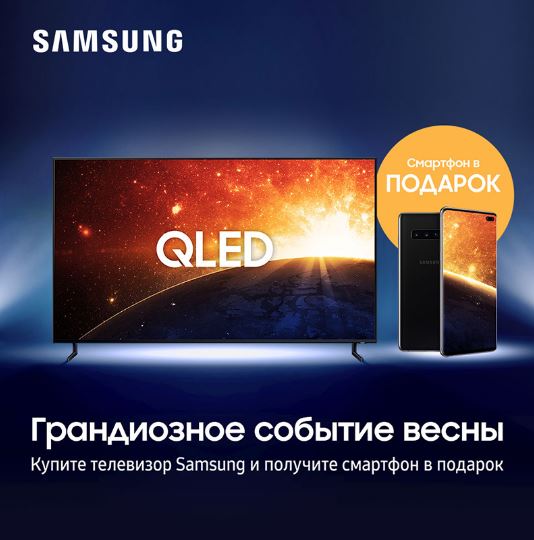 SAMSUNG
Смартфон в
ПОДАРОК
QLED
SAMSUNG
Грандиозное событие весны
Купите телевизор Samsung и получите смартфон в подарок